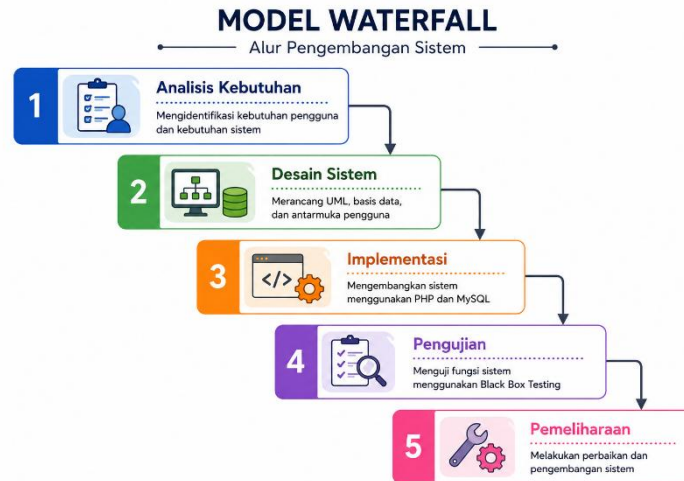 MODEL WATERFALL
Alur Pengembangan Sistem
1
Analisis Kebutuhan
Mengidentifikasi kebutuhan pengguna
dan kebutuhan sistem
2
Desain Sistem
Merancang UML, basis data,
dan antarmuka pengguna
3
</>
Implementasi
Mengembangkan sistem
menggunakan PHP dan MySQL
4
Pengujian
Menguji fungsi sistem
menggunakan Black Box Testing
5
Pemeliharaan
Melakukan perbaikan dan
pengembangan sistem